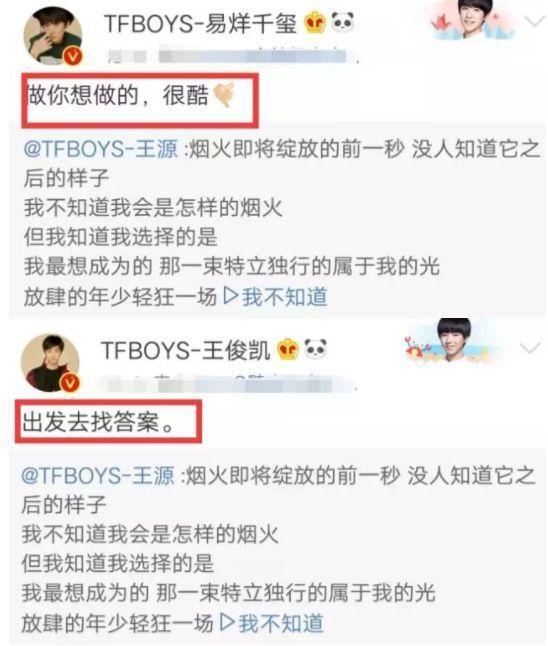 TFBOYS-易烊千玺
做你想做的，很酷
@TFBOYS-王源 :烟火即将绽放的前一秒 没人知道它之
后的样子
我不知道我会是怎样的烟火
但我知道我选择的是
我最想成为的 那一束特立独行的属于我的光
放肆的年少轻狂一场 ▷我不知道
TFBOYS-王俊凯
出发去找答案。
@TFBOYS-王源 :烟火即将绽放的前一秒 没人知道它之
后的样子
我不知道我会是怎样的烟火
但我知道我选择的是
我最想成为的 那一束特立独行的属于我的光
放肆的年少轻狂一场 ▷我不知道